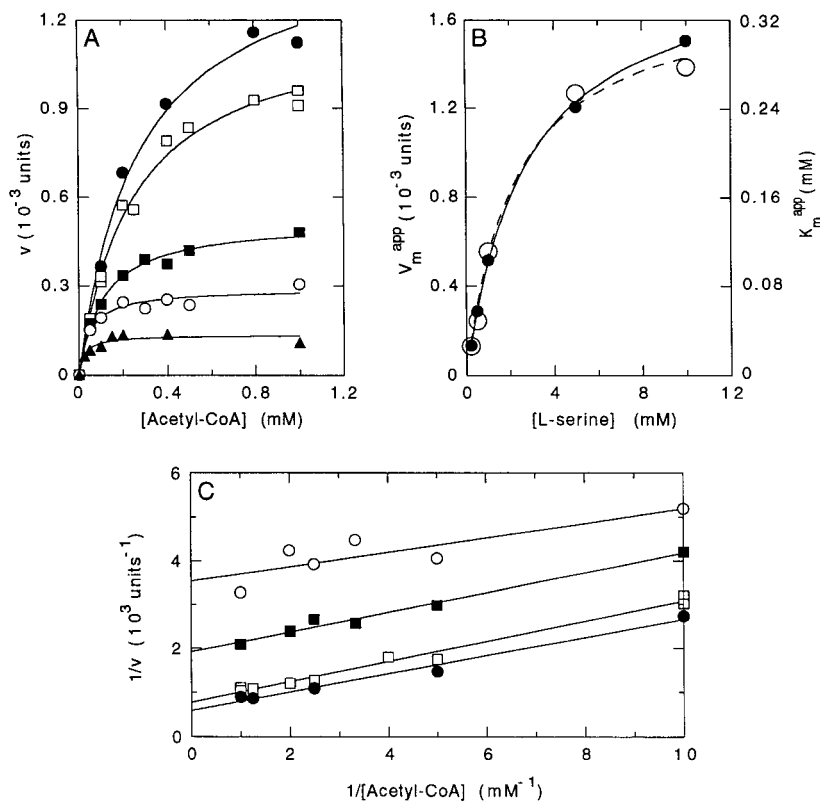 A
1.2
0.9
0.6
0.3
0
v (10⁻³ units)
0 0.4 0.8 1.2
[Acetyl-CoA] (mM)
B
1.8
1.4
1.2
0.6
0
V_m^app (10⁻³ units)
0.32
0.24
0.16
0.08
0
K_m^app (mM)
0 4 8 12
[L-serine] (mM)
C
6
4
2
0
1/v (10³ units⁻¹)
0 2 4 6 8 10
1/[Acetyl-CoA] (mM⁻¹)